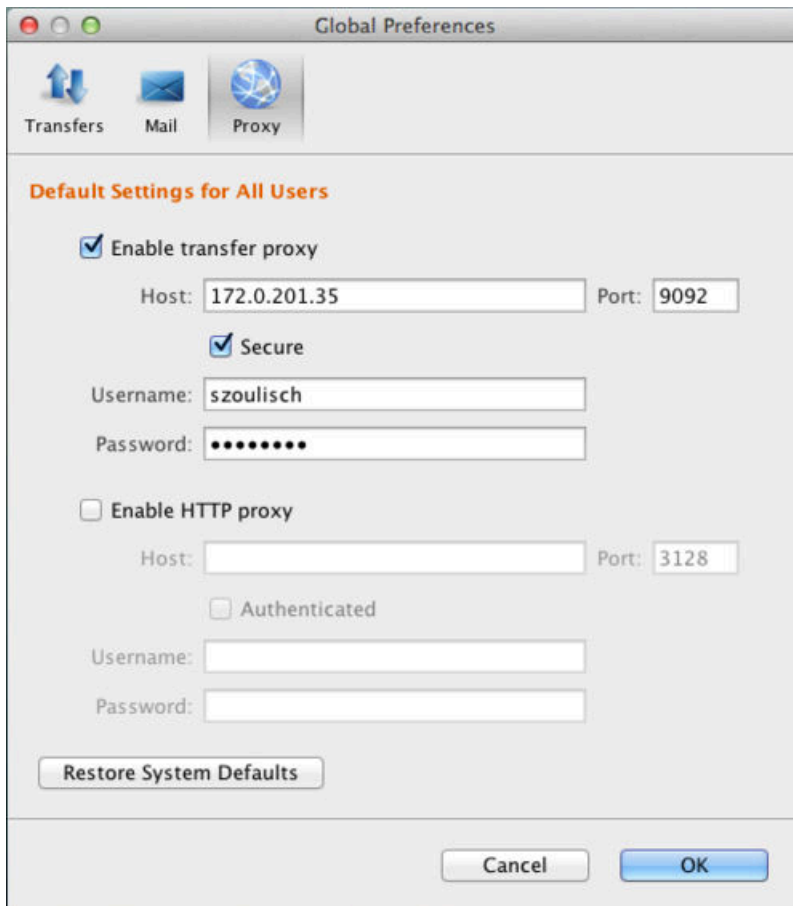 Global Preferences
Transfers Mail Proxy
Default Settings for All Users
Enable transfer proxy
Host: 172.0.201.35 Port: 9092
Secure
Username: szoulisch
Password: ••••••••
Enable HTTP proxy
Host: Port: 3128
Authenticated
Username:
Password:
Restore System Defaults
Cancel OK